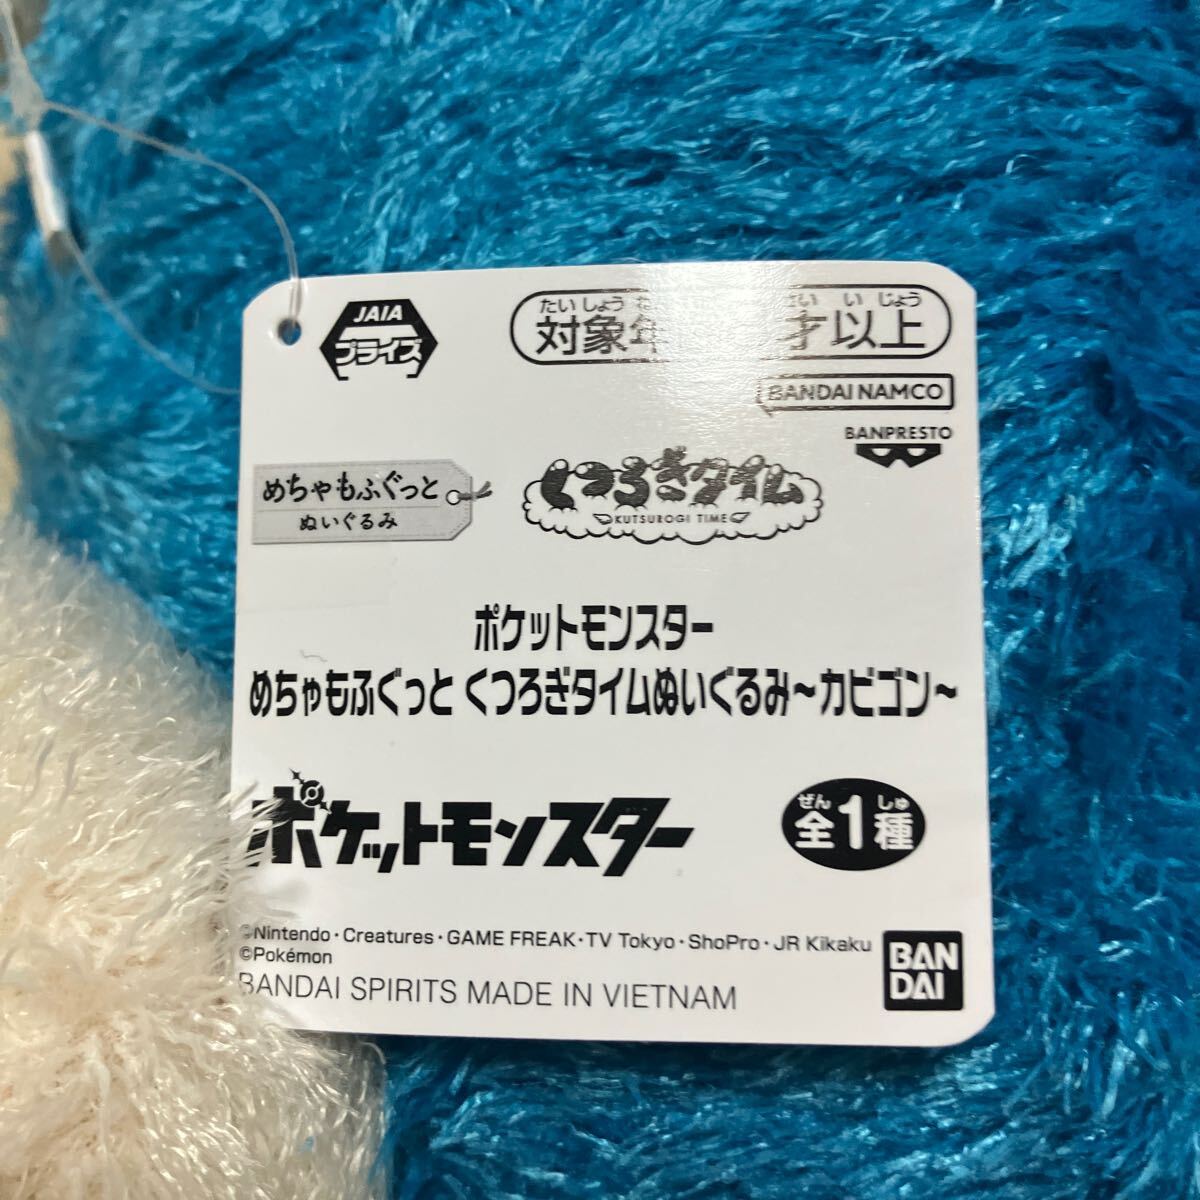 JAIA
プライズ
たいしょう
対象年 才以上
いじょう
BANDAI NAMCO
BANPRESTO
めちゃもふぐっと
ぬいぐるみ
くつろぎタイム
KUTSUROGI TIME
ポケットモンスター
めちゃもふぐっと くつろぎタイムぬいぐるみ~カビゴン~
ポケットモンスター
ぜん しゅ
全1種
©Nintendo・Creatures・GAME FREAK・TV Tokyo・ShoPro・JR Kikaku
©Pokémon
BANDAI SPIRITS MADE IN VIETNAM
BAN
DAI